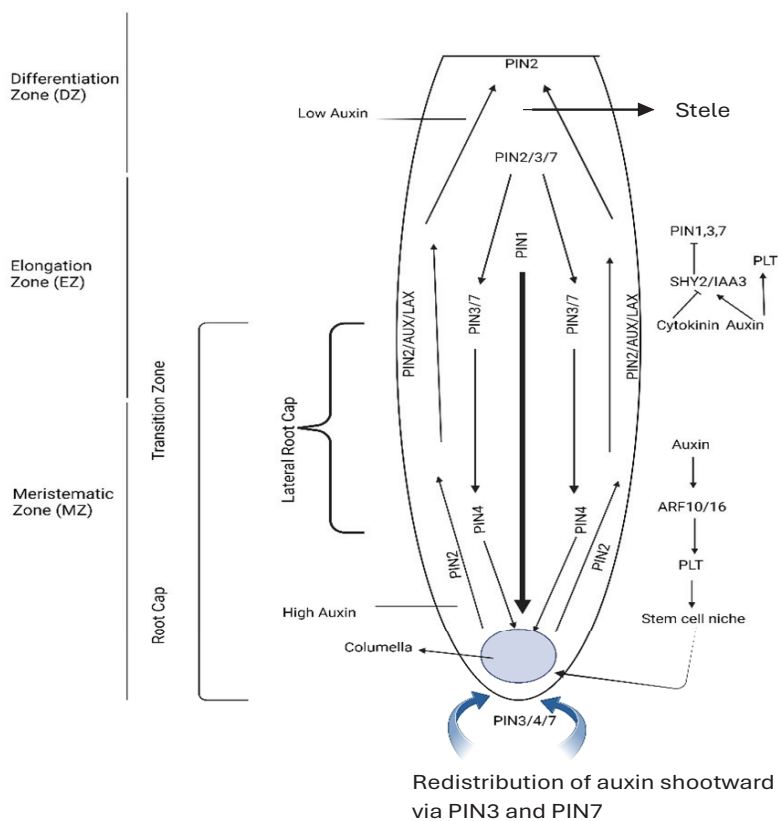 PIN2
Differentiation
Zone (DZ)
Low Auxin
Stele
PIN2/3/7
PIN1,3,7
PLT
PIN1
Elongation
Zone (EZ)
SHY2/IAA3
PIN2/AUX/LAX
PIN3/7
PIN3/7
PIN2/AUX/LAX
Cytokinin Auxin
Transition Zone
Lateral Root Cap
Auxin
Meristematic
Zone (MZ)
ARF10/16
PIN4
PIN4
PIN2
PIN2
PLT
Root Cap
High Auxin
Stem cell niche
Columella
PIN3/4/7
Redistribution of auxin shootward
via PIN3 and PIN7